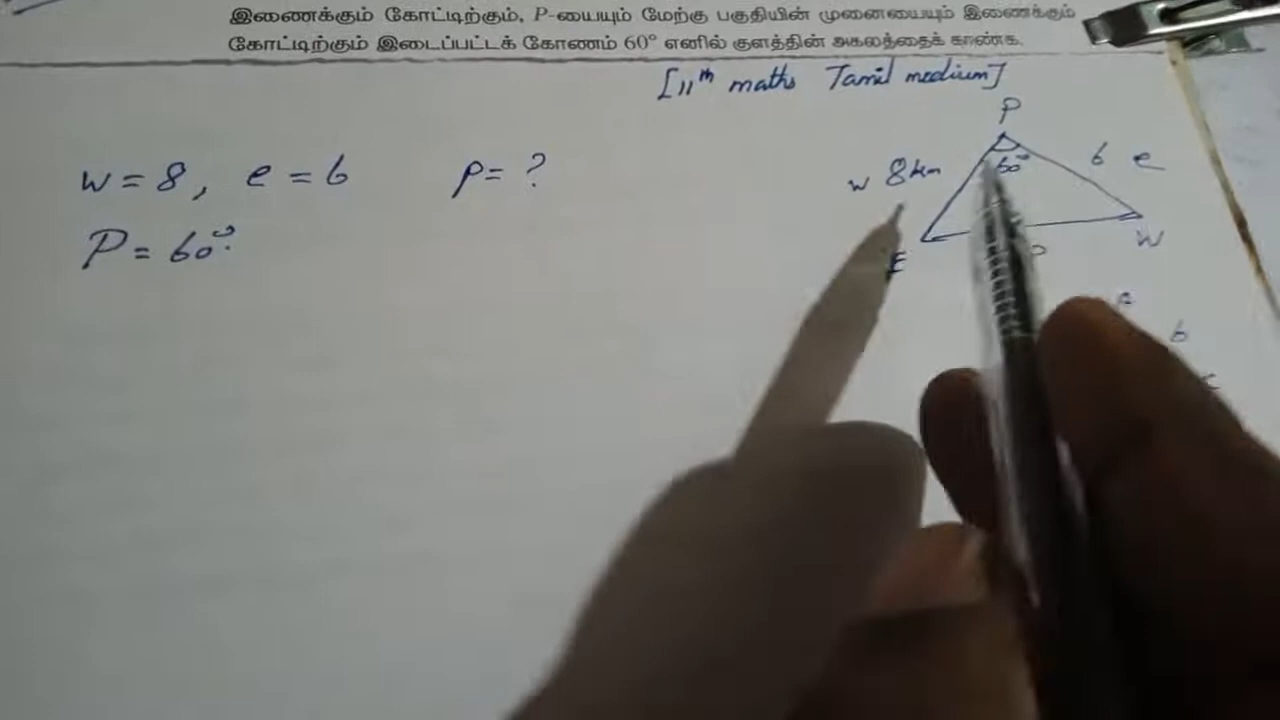 இணைக்கும் கோட்டிற்கும், P-யையும் மேற்கு பகுதியின் முனையையும் இணைக்கும்
கோட்டிற்கும் இடைப்பட்டக் கோணம் 60° எனில் குளத்தின் அகலத்தைக் காண்க.
[11th maths Tamil medium]
P
w = 8, e = 6 p = ?
w 8km 60° 6 e
P = 60°.
E W
6